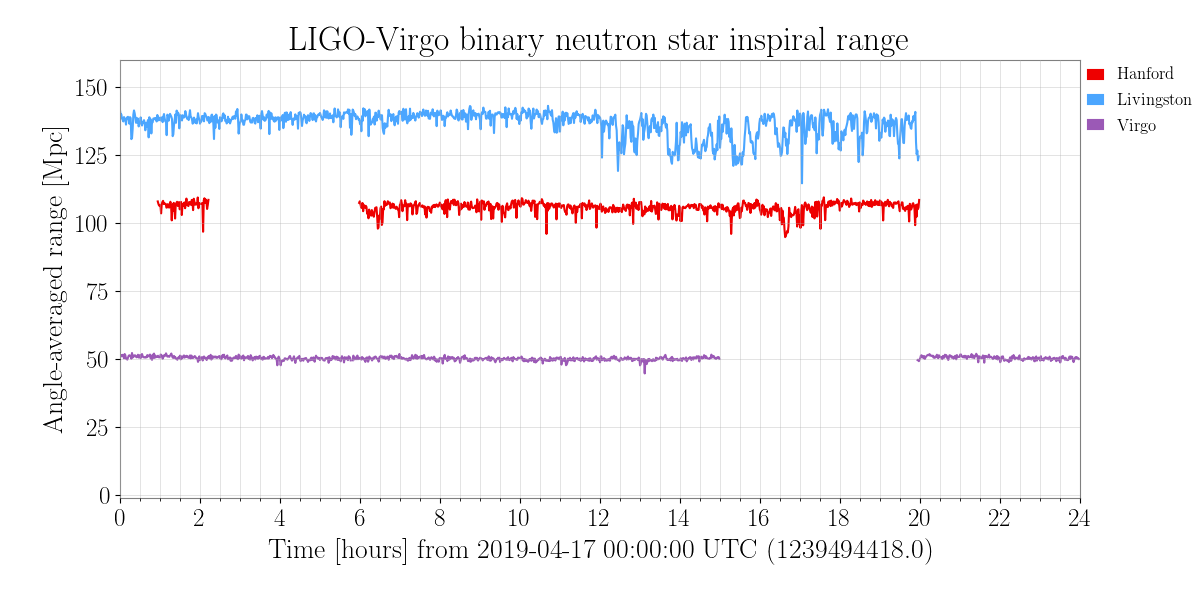 LIGO-Virgo binary neutron star inspiral range
Hanford
Livingston
Virgo
Angle-averaged range [Mpc]
150
125
100
75
50
25
0
0 2 4 6 8 10 12 14 16 18 20 22 24
Time [hours] from 2019-04-17 00:00:00 UTC (1239494418.0)